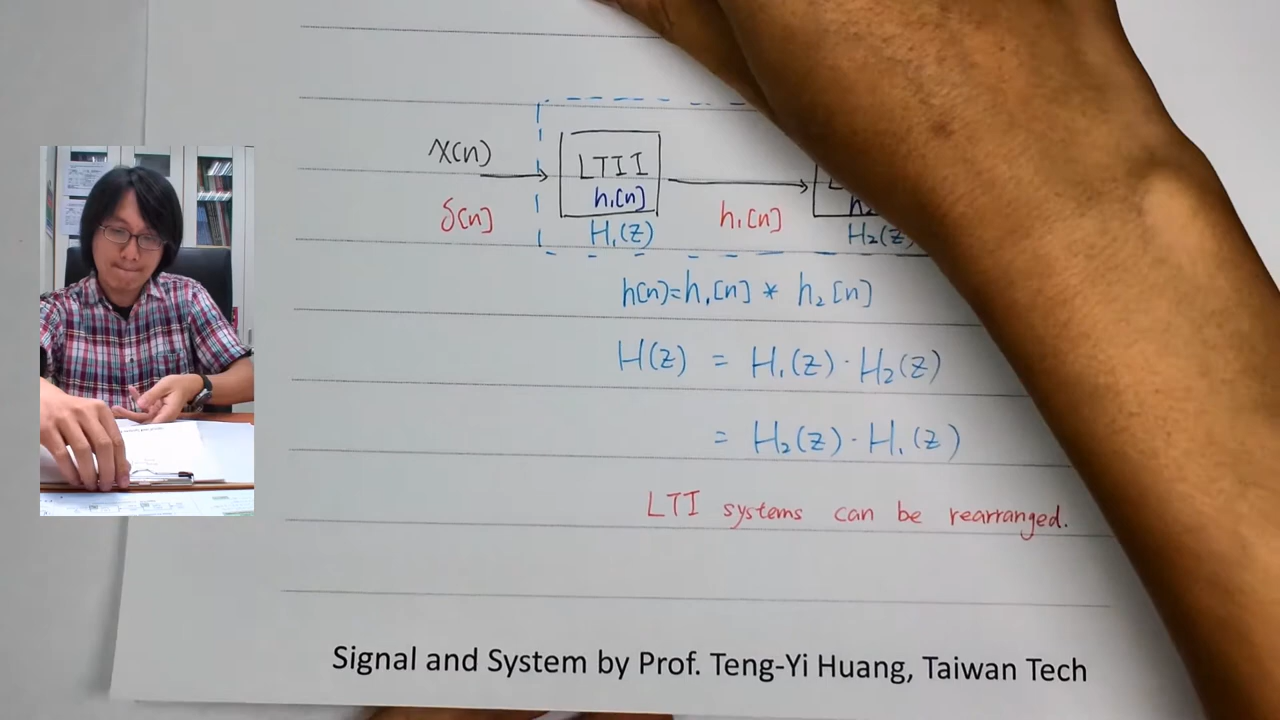 x(n)
LTI I
h₁[n]
δ[n]
H₁(z)
h₁[n]
H₂(z)
h(n)=h₁[n] * h₂[n]
H(z) = H₁(z)·H₂(z)
= H₂(z)·H₁(z)
LTI systems can be rearranged.
Signal and System by Prof. Teng-Yi Huang, Taiwan Tech